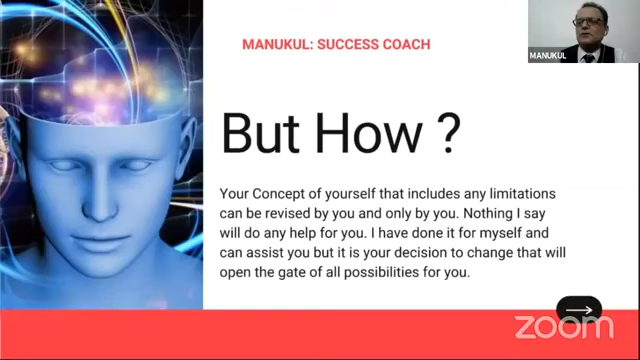 MANUKUL: SUCCESS COACH
MANUKUL
But How ?
Your Concept of yourself that includes any limitations
can be revised by you and only by you. Nothing I say
will do any help for you. I have done it for myself and
can assist you but it is your decision to change that will
open the gate of all possibilities for you.
zoom